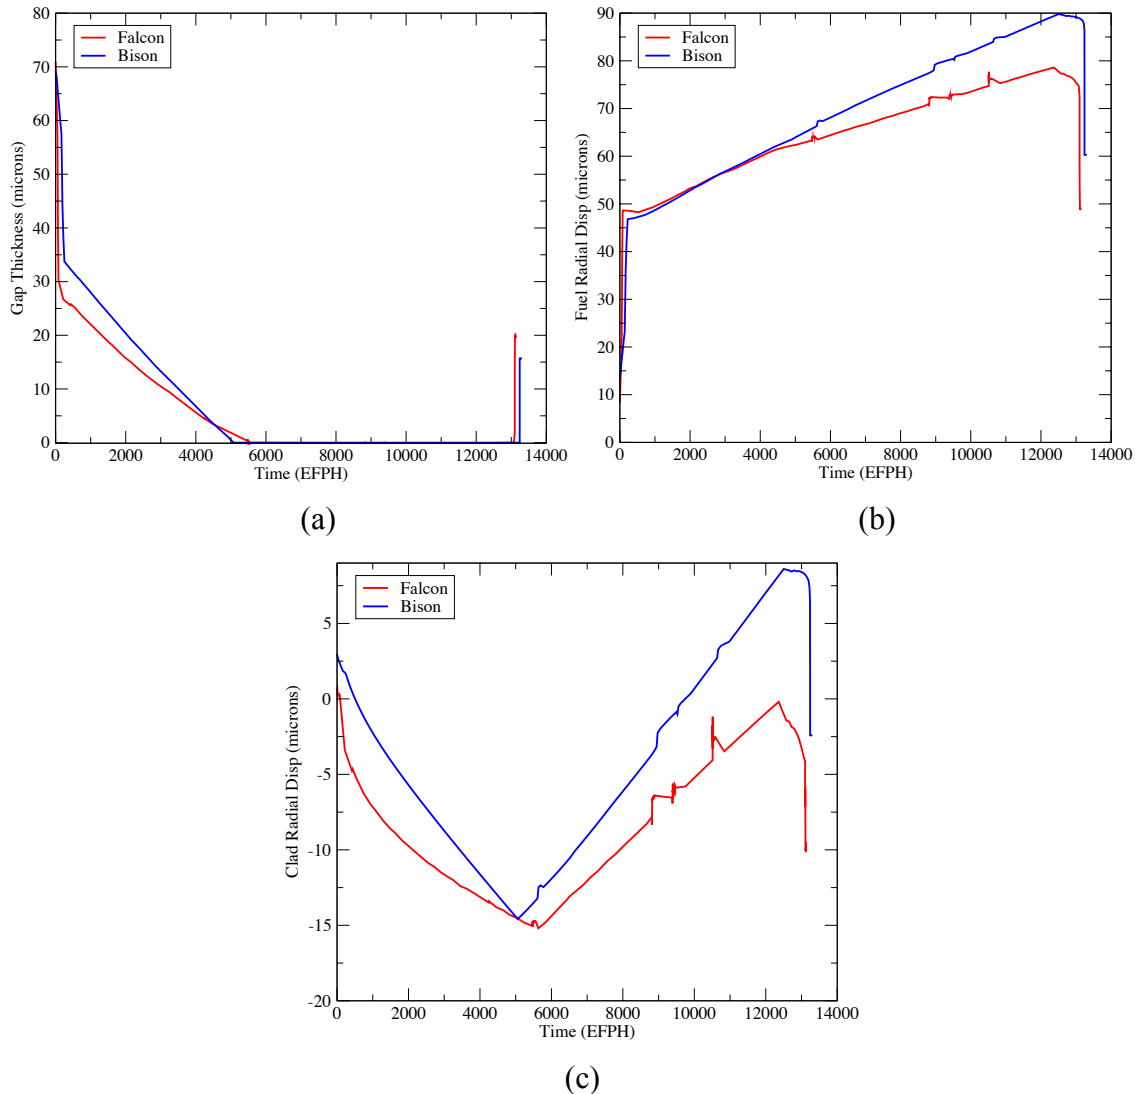 80
70
60
50
40
30
20
10
0
Gap Thickness (microns)
Falcon
Bison
0 2000 4000 6000 8000 10000 12000 14000
Time (EFPH)
(a)
90
80
70
60
50
40
30
20
10
0
Fuel Radial Disp (microns)
Falcon
Bison
0 2000 4000 6000 8000 10000 12000 14000
Time (EFPH)
(b)
5
0
-5
-10
-15
-20
Clad Radial Disp (microns)
Falcon
Bison
0 2000 4000 6000 8000 10000 12000 14000
Time (EFPH)
(c)